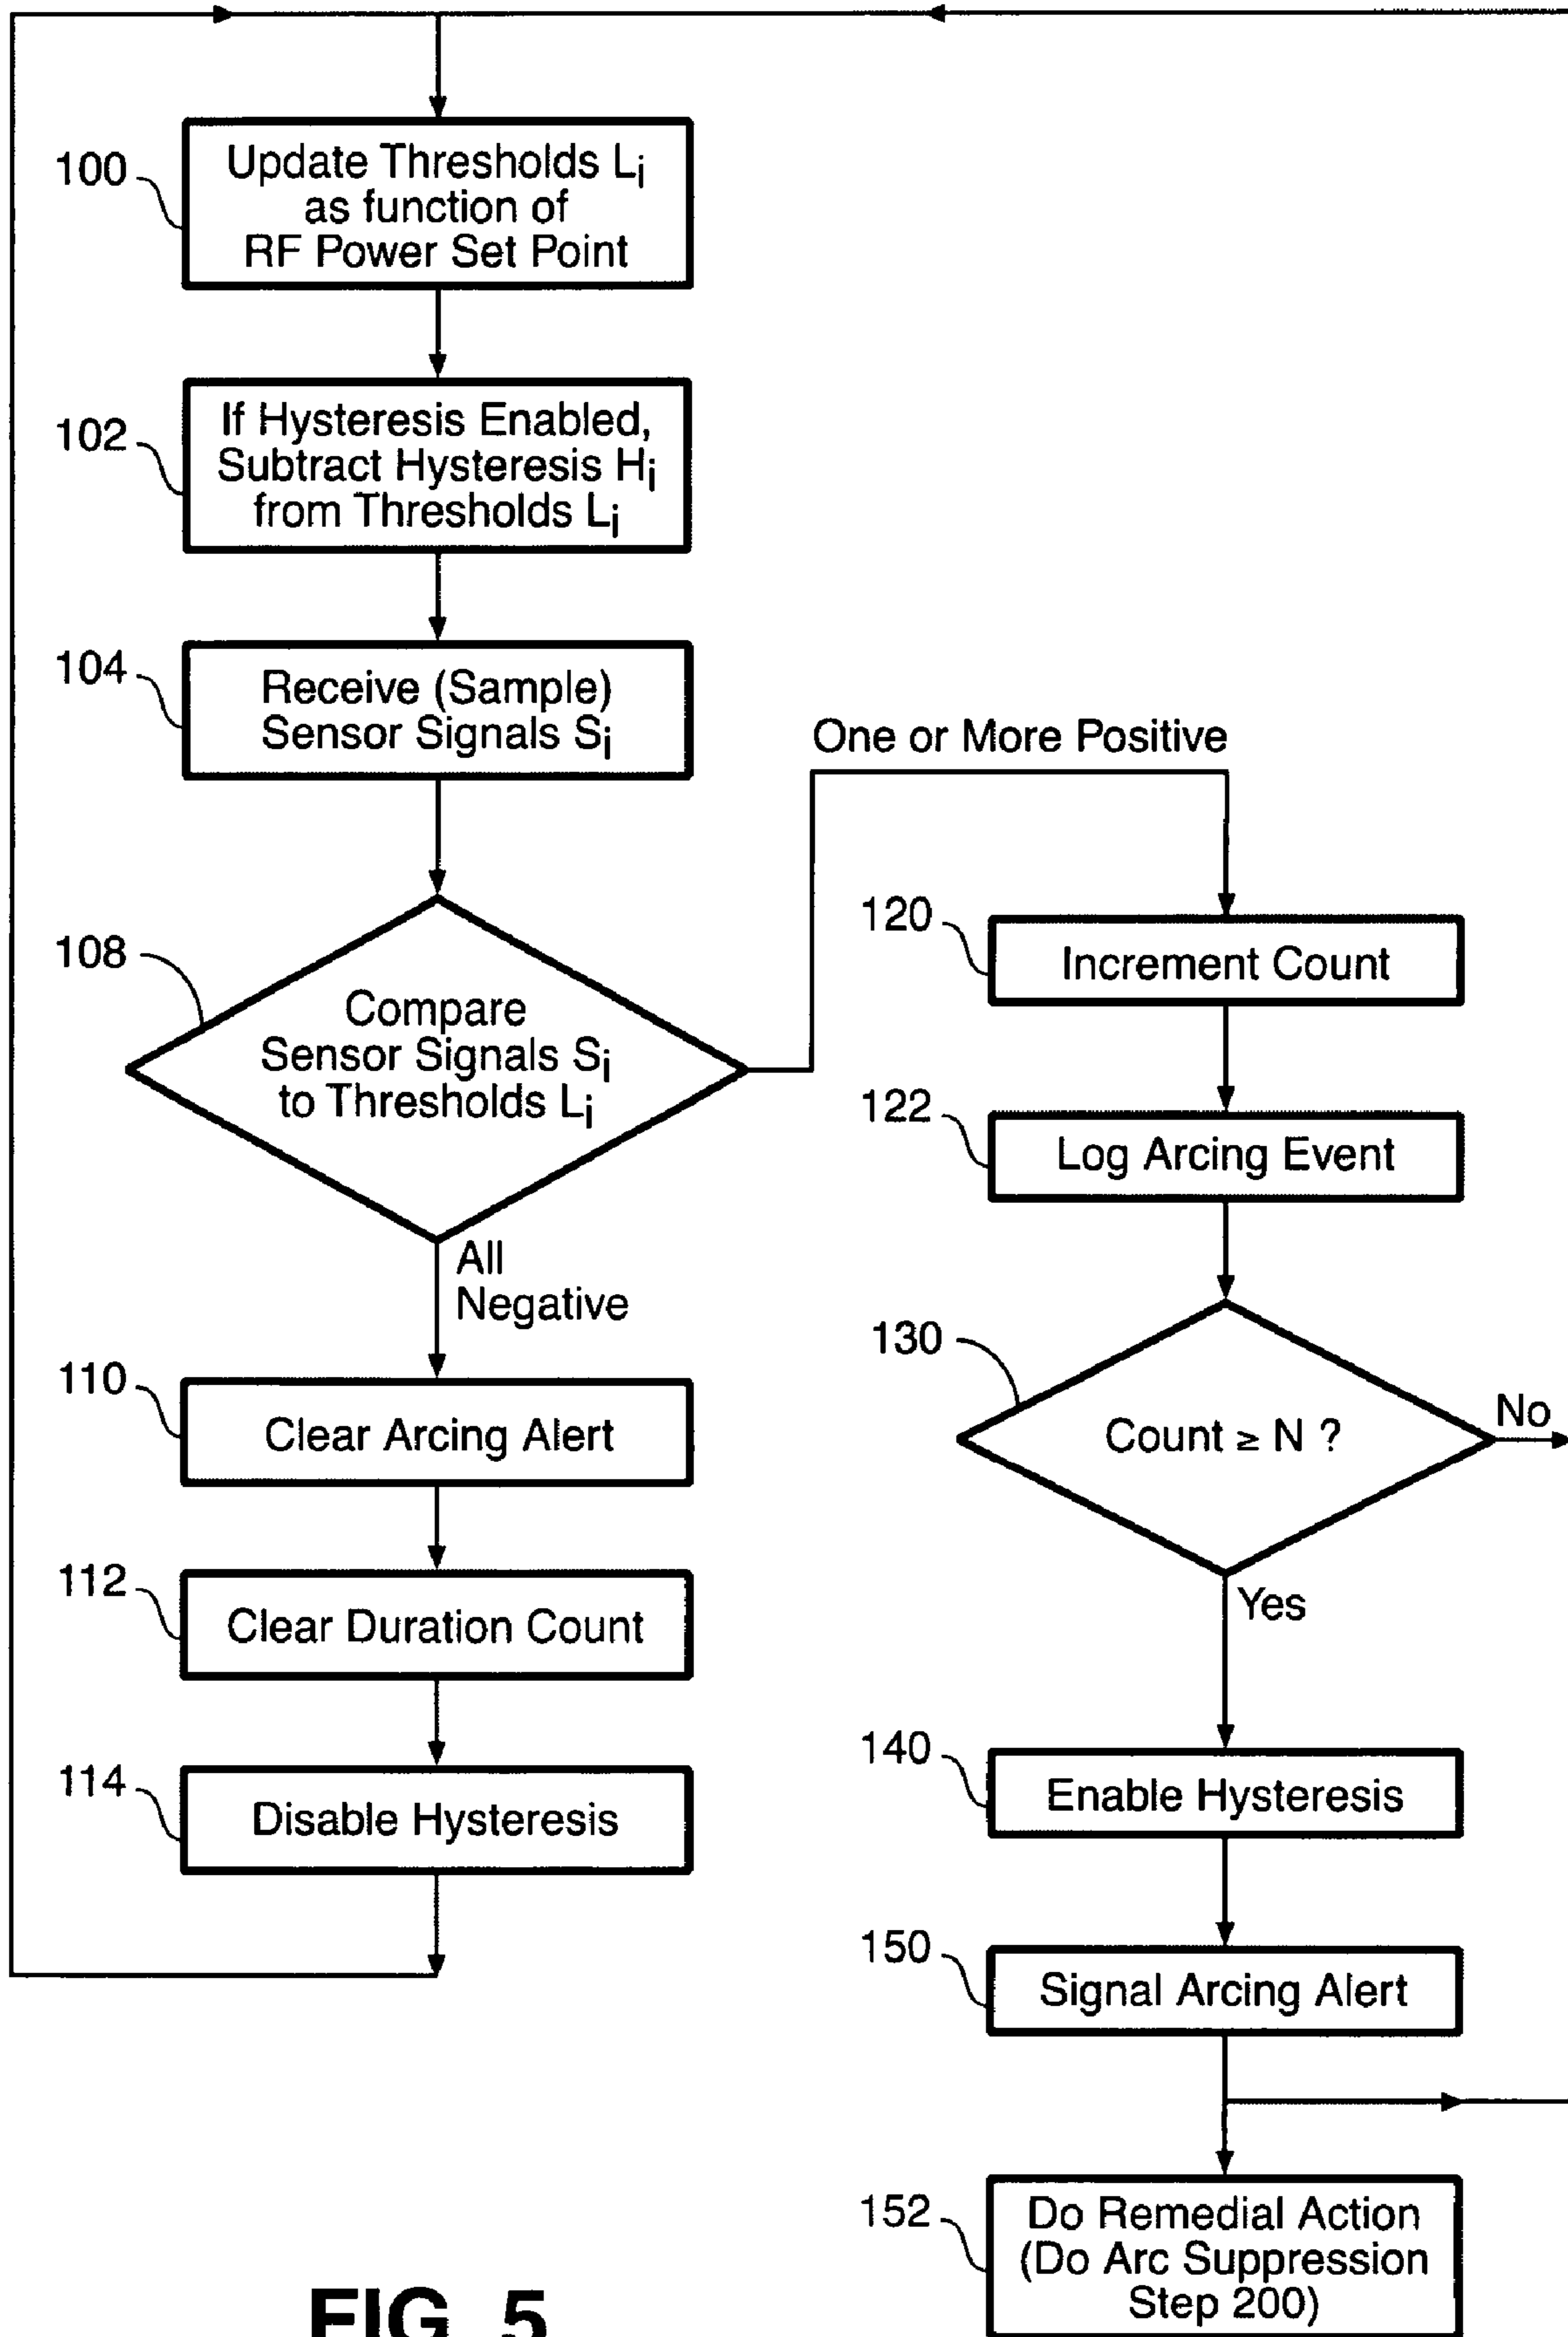 100
Update Thresholds Li
as function of
RF Power Set Point
102
If Hysteresis Enabled,
Subtract Hysteresis Hi
from Thresholds Li
104
Receive (Sample)
Sensor Signals Si
One or More Positive
108
Compare
Sensor Signals Si
to Thresholds Li
All
Negative
110
Clear Arcing Alert
112
Clear Duration Count
114
Disable Hysteresis
120
Increment Count
122
Log Arcing Event
130
Count ≥ N ?
No
Yes
140
Enable Hysteresis
150
Signal Arcing Alert
152
Do Remedial Action
(Do Arc Suppression
Step 200)
FIG. 5